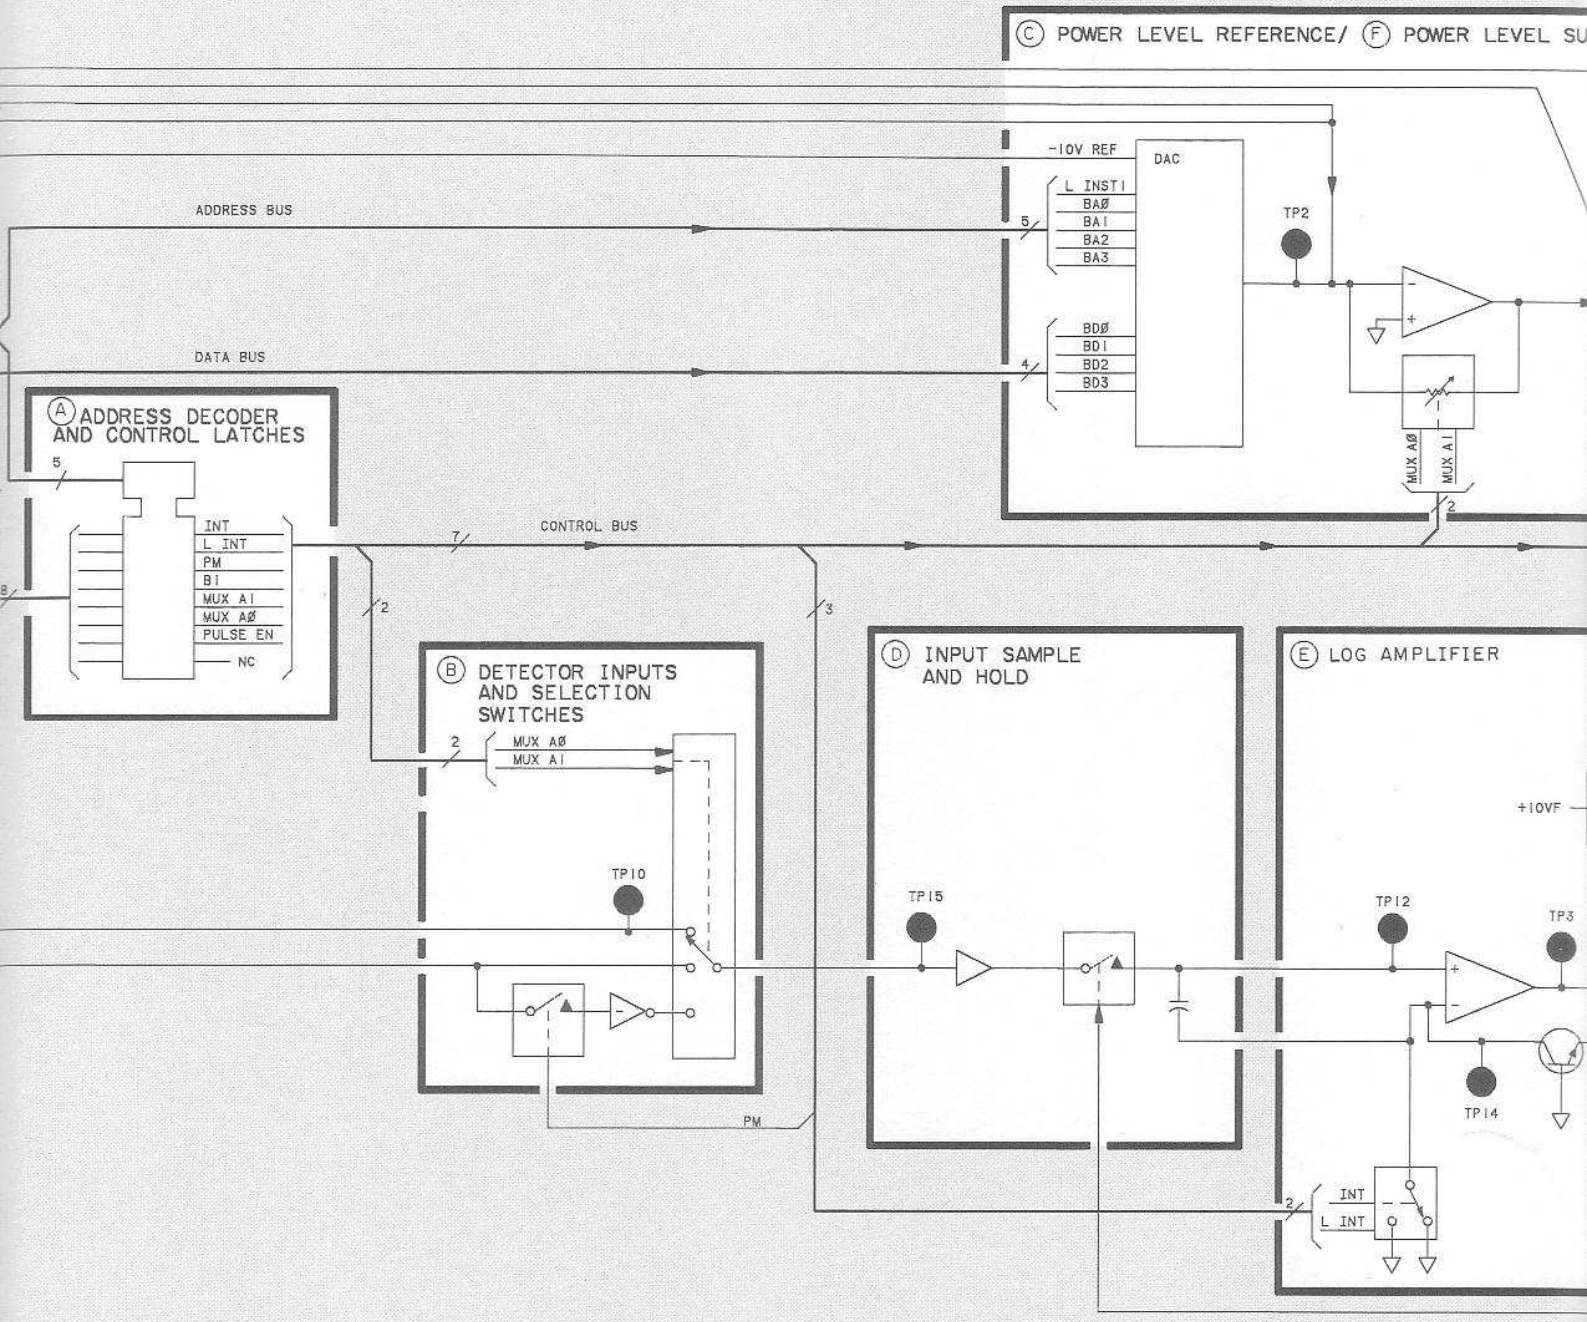 C POWER LEVEL REFERENCE/ F POWER LEVEL SU
-10V REF
DAC
L INST1
BAØ
BA1
BA2
BA3
5
TP2
-
+
ADDRESS BUS
BDØ
BD1
BD2
BD3
4
DATA BUS
MUX AØ
MUX A1
2
A ADDRESS DECODER
AND CONTROL LATCHES
5
INT
L INT
PM
B1
MUX A1
MUX AØ
PULSE EN
NC
8
7
CONTROL BUS
2
3
B DETECTOR INPUTS
AND SELECTION
SWITCHES
2
MUX AØ
MUX A1
TP10
-
PM
D INPUT SAMPLE
AND HOLD
TP15
E LOG AMPLIFIER
+10VF
TP12
TP3
+
-
TP14
2
INT
L INT